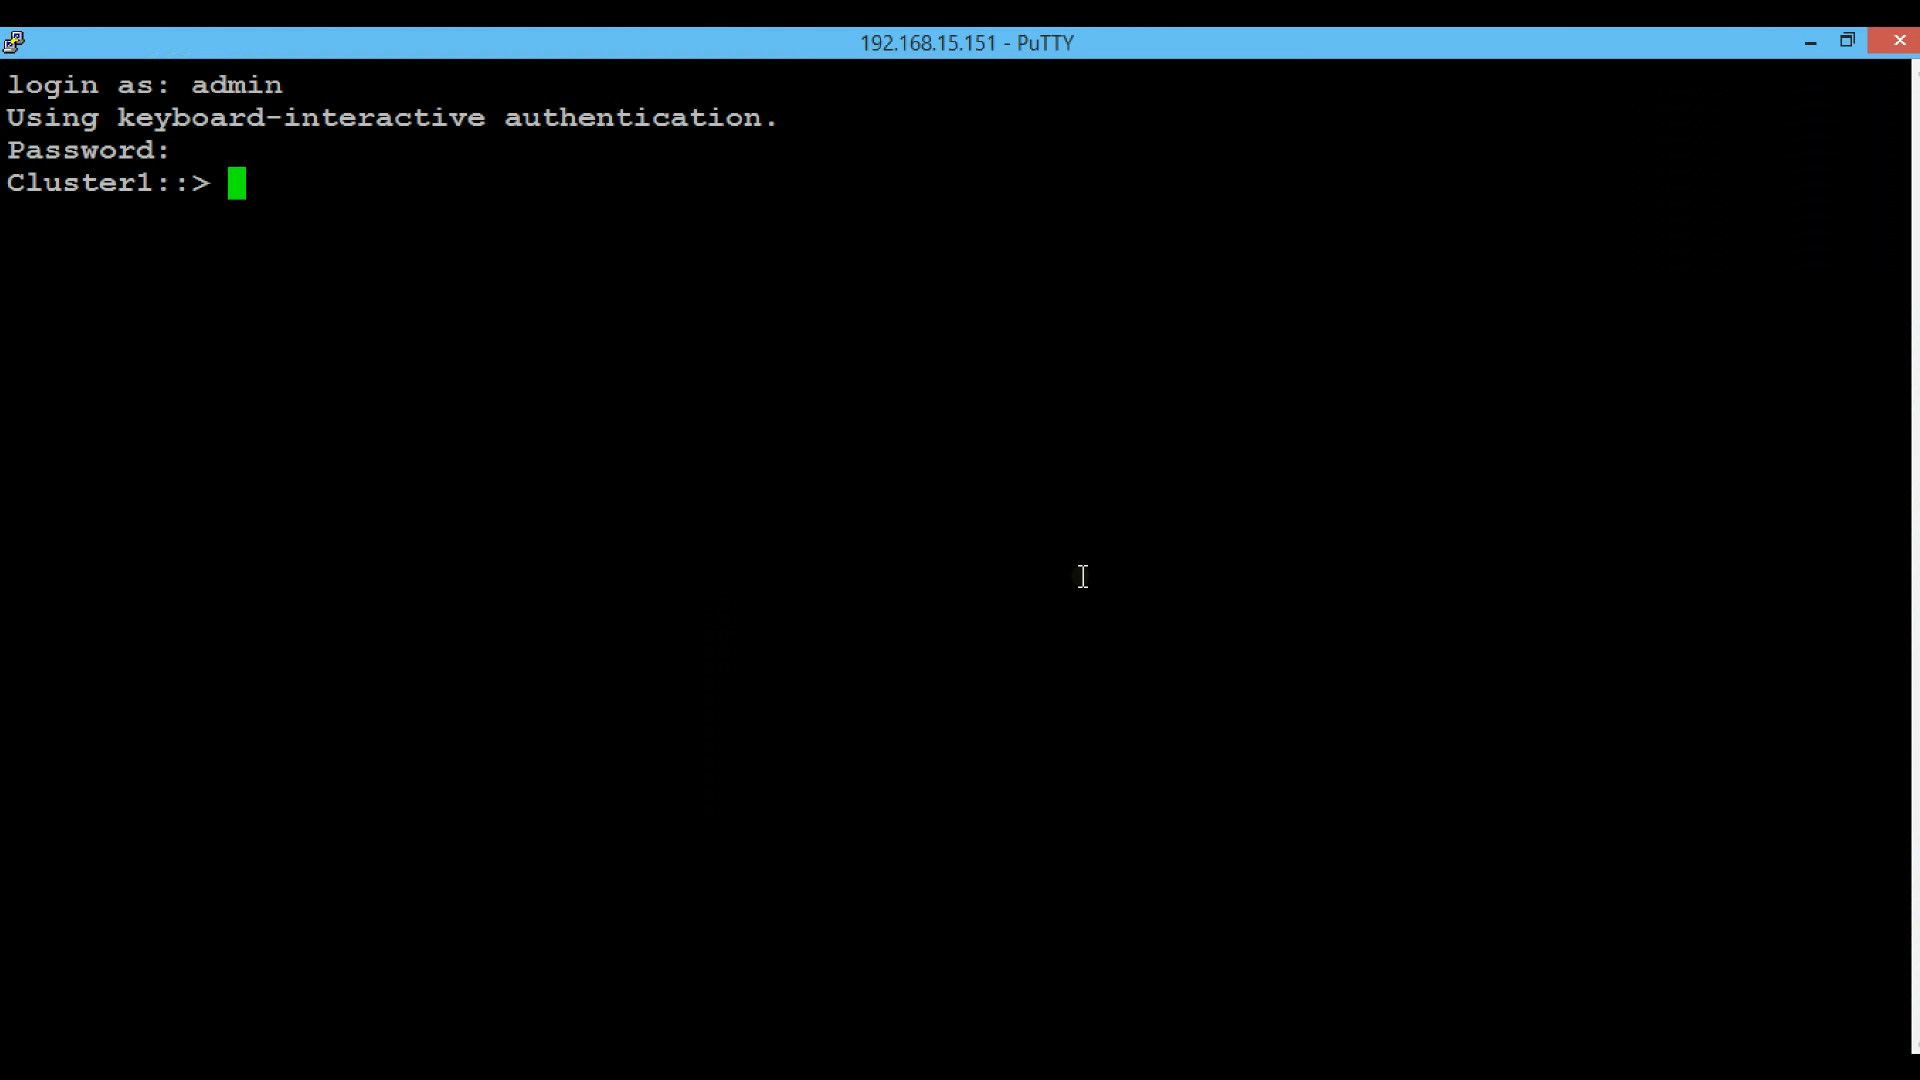 192.168.15.151 - PuTTY
login as: admin
Using keyboard-interactive authentication.
Password:
Cluster1::>